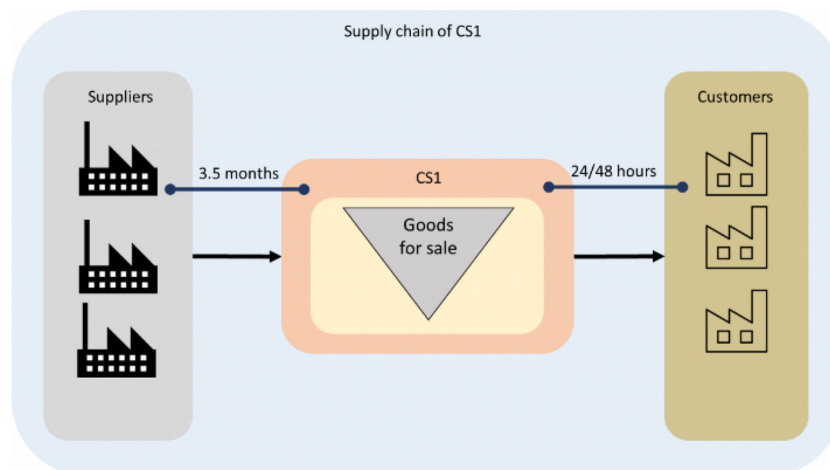 Supply chain of CS1
Suppliers
Customers
3.5 months
CS1
24/48 hours
Goods
for sale